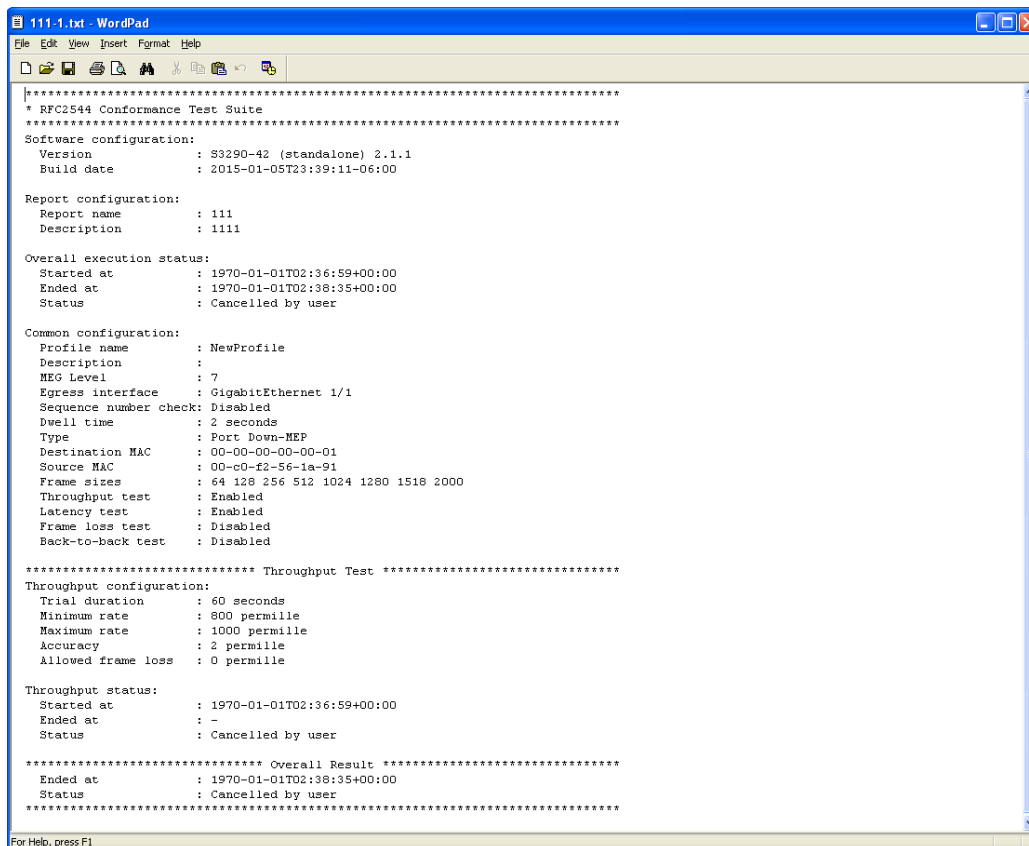 111-1.txt - WordPad
File Edit View Insert Format Help
********************************************************************************
* RFC2544 Conformance Test Suite
********************************************************************************
Software configuration:
Version : S3290-42 (standalone) 2.1.1
Build date : 2015-01-05T23:39:11-06:00
Report configuration:
Report name : 111
Description : 1111
Overall execution status:
Started at : 1970-01-01T02:36:59+00:00
Ended at : 1970-01-01T02:38:35+00:00
Status : Cancelled by user
Common configuration:
Profile name : NewProfile
Description :
MEG Level : 7
Egress interface : GigabitEthernet 1/1
Sequence number check: Disabled
Dwell time : 2 seconds
Type : Port Down-MEP
Destination MAC : 00-00-00-00-00-01
Source MAC : 00-c0-f2-56-1a-91
Frame sizes : 64 128 256 512 1024 1280 1518 2000
Throughput test : Enabled
Latency test : Enabled
Frame loss test : Disabled
Back-to-back test : Disabled
******************************* Throughput Test ********************************
Throughput configuration:
Trial duration : 60 seconds
Minimum rate : 800 permille
Maximum rate : 1000 permille
Accuracy : 2 permille
Allowed frame loss : 0 permille
Throughput status:
Started at : 1970-01-01T02:36:59+00:00
Ended at : -
Status : Cancelled by user
******************************** Overall Result ********************************
Ended at : 1970-01-01T02:38:35+00:00
Status : Cancelled by user
********************************************************************************
For Help, press F1